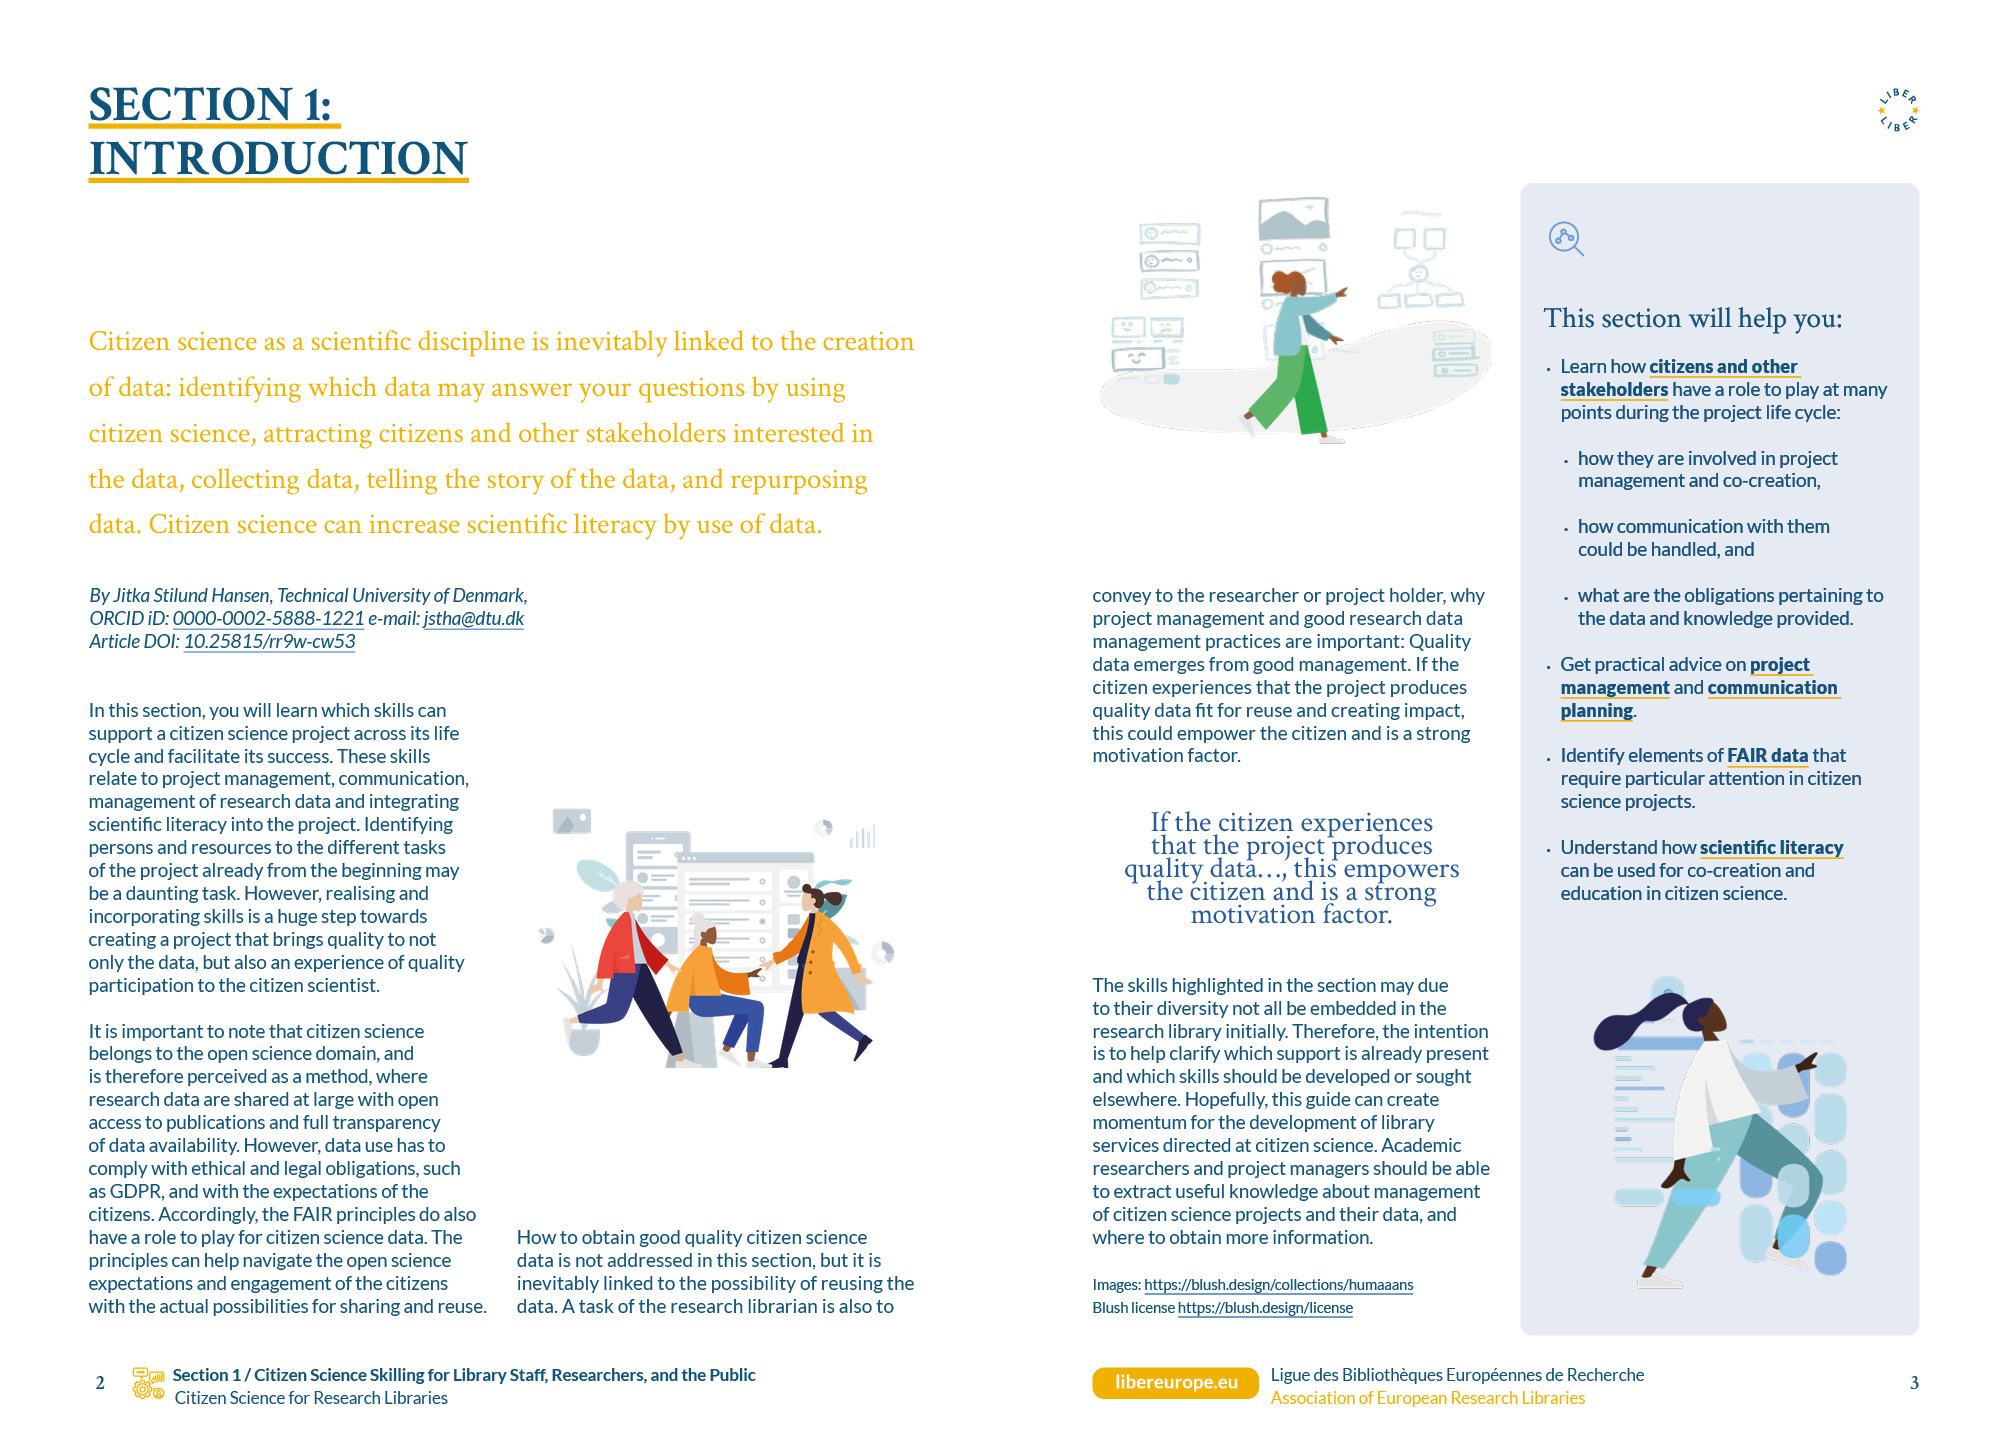 SECTION 1:
INTRODUCTION
Citizen science as a scientific discipline is inevitably linked to the creation
of data: identifying which data may answer your questions by using
citizen science, attracting citizens and other stakeholders interested in
the data, collecting data, telling the story of the data, and repurposing
data. Citizen science can increase scientific literacy by use of data.
By Jitka Stilund Hansen, Technical University of Denmark,
ORCID iD: 0000-0002-5888-1221 e-mail: jstha@dtu.dk
Article DOI: 10.25815/rr9w-cw53
In this section, you will learn which skills can
support a citizen science project across its life
cycle and facilitate its success. These skills
relate to project management, communication,
management of research data and integrating
scientific literacy into the project. Identifying
persons and resources to the different tasks
of the project already from the beginning may
be a daunting task. However, realising and
incorporating skills is a huge step towards
creating a project that brings quality to not
only the data, but also an experience of quality
participation to the citizen scientist.
It is important to note that citizen science
belongs to the open science domain, and
is therefore perceived as a method, where
research data are shared at large with open
access to publications and full transparency
of data availability. However, data use has to
comply with ethical and legal obligations, such
as GDPR, and with the expectations of the
citizens. Accordingly, the FAIR principles do also
have a role to play for citizen science data. The
principles can help navigate the open science
expectations and engagement of the citizens
with the actual possibilities for sharing and reuse.
How to obtain good quality citizen science
data is not addressed in this section, but it is
inevitably linked to the possibility of reusing the
data. A task of the research librarian is also to
2
Section 1 / Citizen Science Skilling for Library Staff, Researchers, and the Public
Citizen Science for Research Libraries
LIBER
LIBER
convey to the researcher or project holder, why
project management and good research data
management practices are important: Quality
data emerges from good management. If the
citizen experiences that the project produces
quality data fit for reuse and creating impact,
this could empower the citizen and is a strong
motivation factor.
If the citizen experiences
that the project produces
quality data…, this empowers
the citizen and is a strong
motivation factor.
The skills highlighted in the section may due
to their diversity not all be embedded in the
research library initially. Therefore, the intention
is to help clarify which support is already present
and which skills should be developed or sought
elsewhere. Hopefully, this guide can create
momentum for the development of library
services directed at citizen science. Academic
researchers and project managers should be able
to extract useful knowledge about management
of citizen science projects and their data, and
where to obtain more information.
Images: https://blush.design/collections/humaaans
Blush license https://blush.design/license
This section will help you:
• Learn how citizens and other
stakeholders have a role to play at many
points during the project life cycle:
• how they are involved in project
management and co-creation,
• how communication with them
could be handled, and
• what are the obligations pertaining to
the data and knowledge provided.
• Get practical advice on project
management and communication
planning.
• Identify elements of FAIR data that
require particular attention in citizen
science projects.
• Understand how scientific literacy
can be used for co-creation and
education in citizen science.
libereurope.eu
Ligue des Bibliothèques Européennes de Recherche
Association of European Research Libraries
3